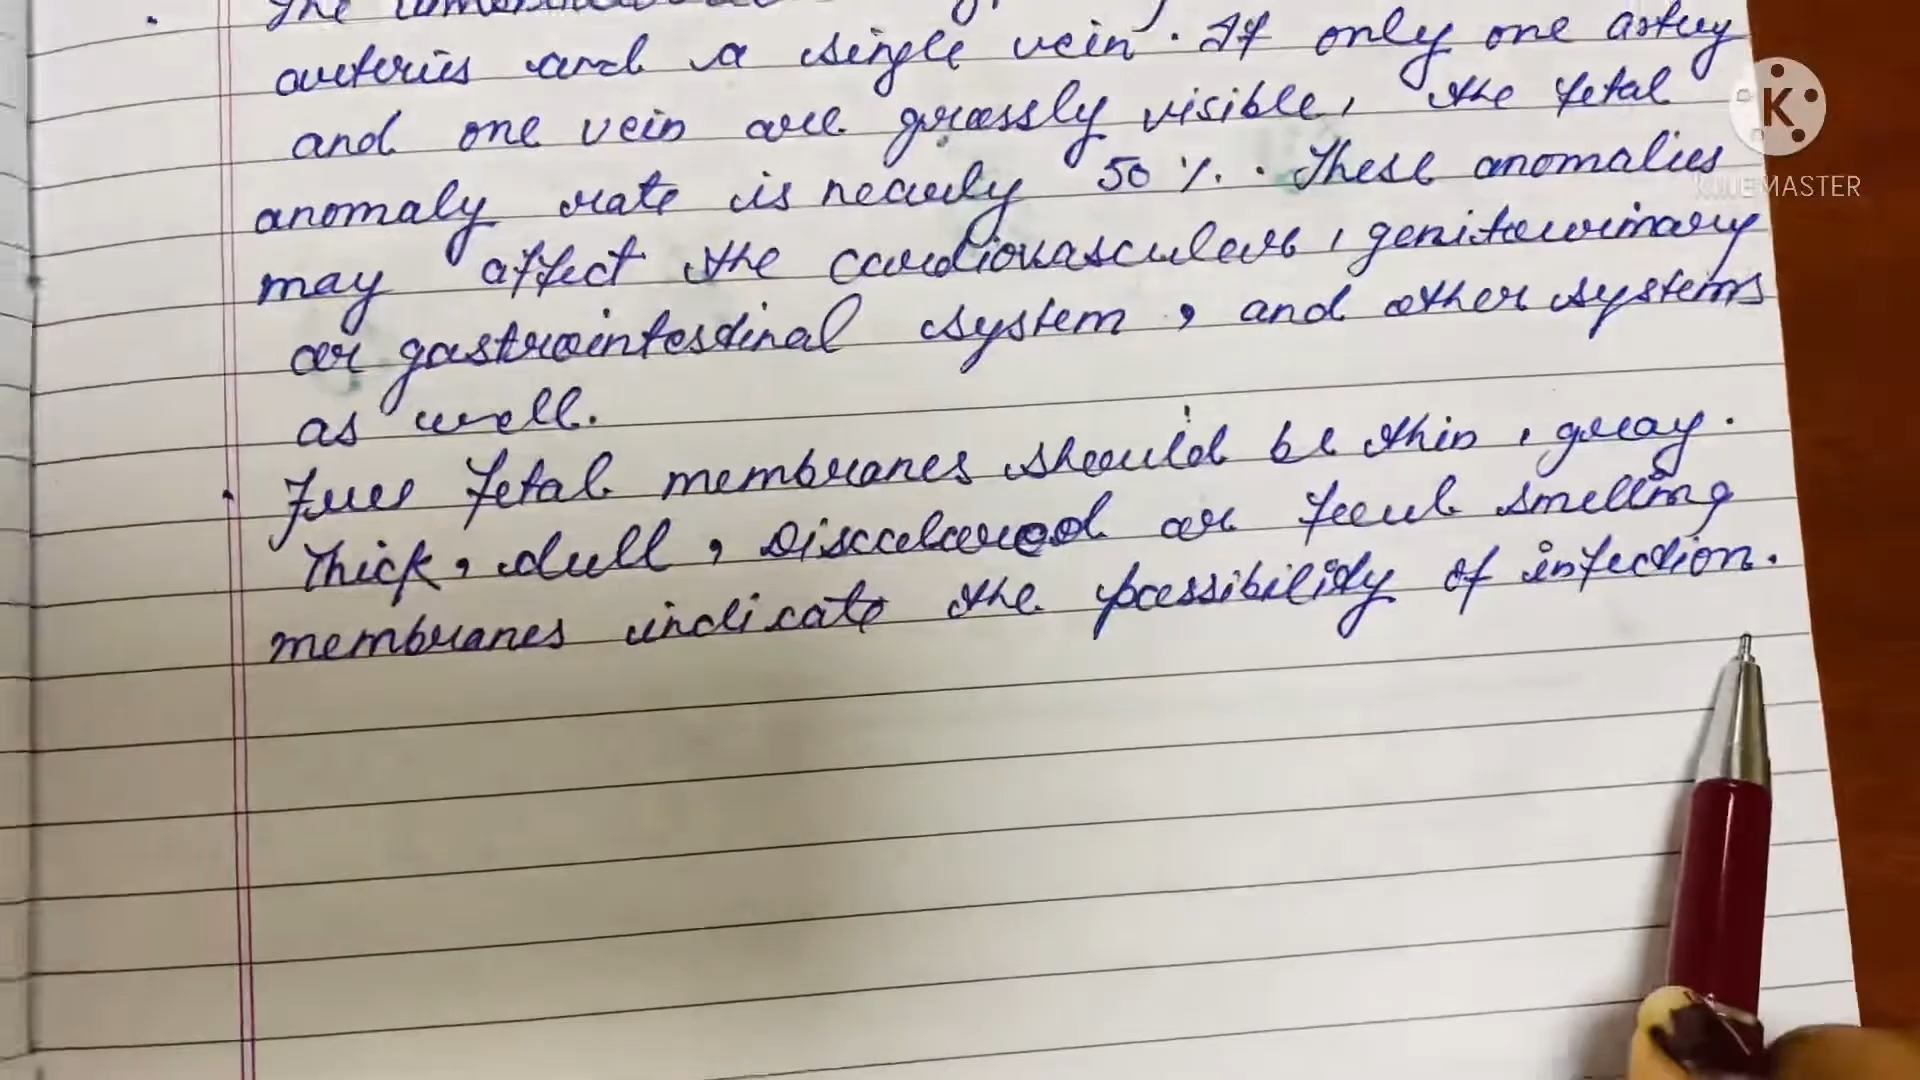 The
arteries and a single vein. If only one artey
and one vein are grossly visible, the fetal
anomaly rate is nearly 50%. These anomalies
may affect the cardiovascular, genitourinary
or gastrointestinal system, and other systems
as well.
Free fetal membranes should be thin, gray.
Thick, dull, Discolored or foul smelling
membranes indicate the possibility of infection.
K
KINEMASTER